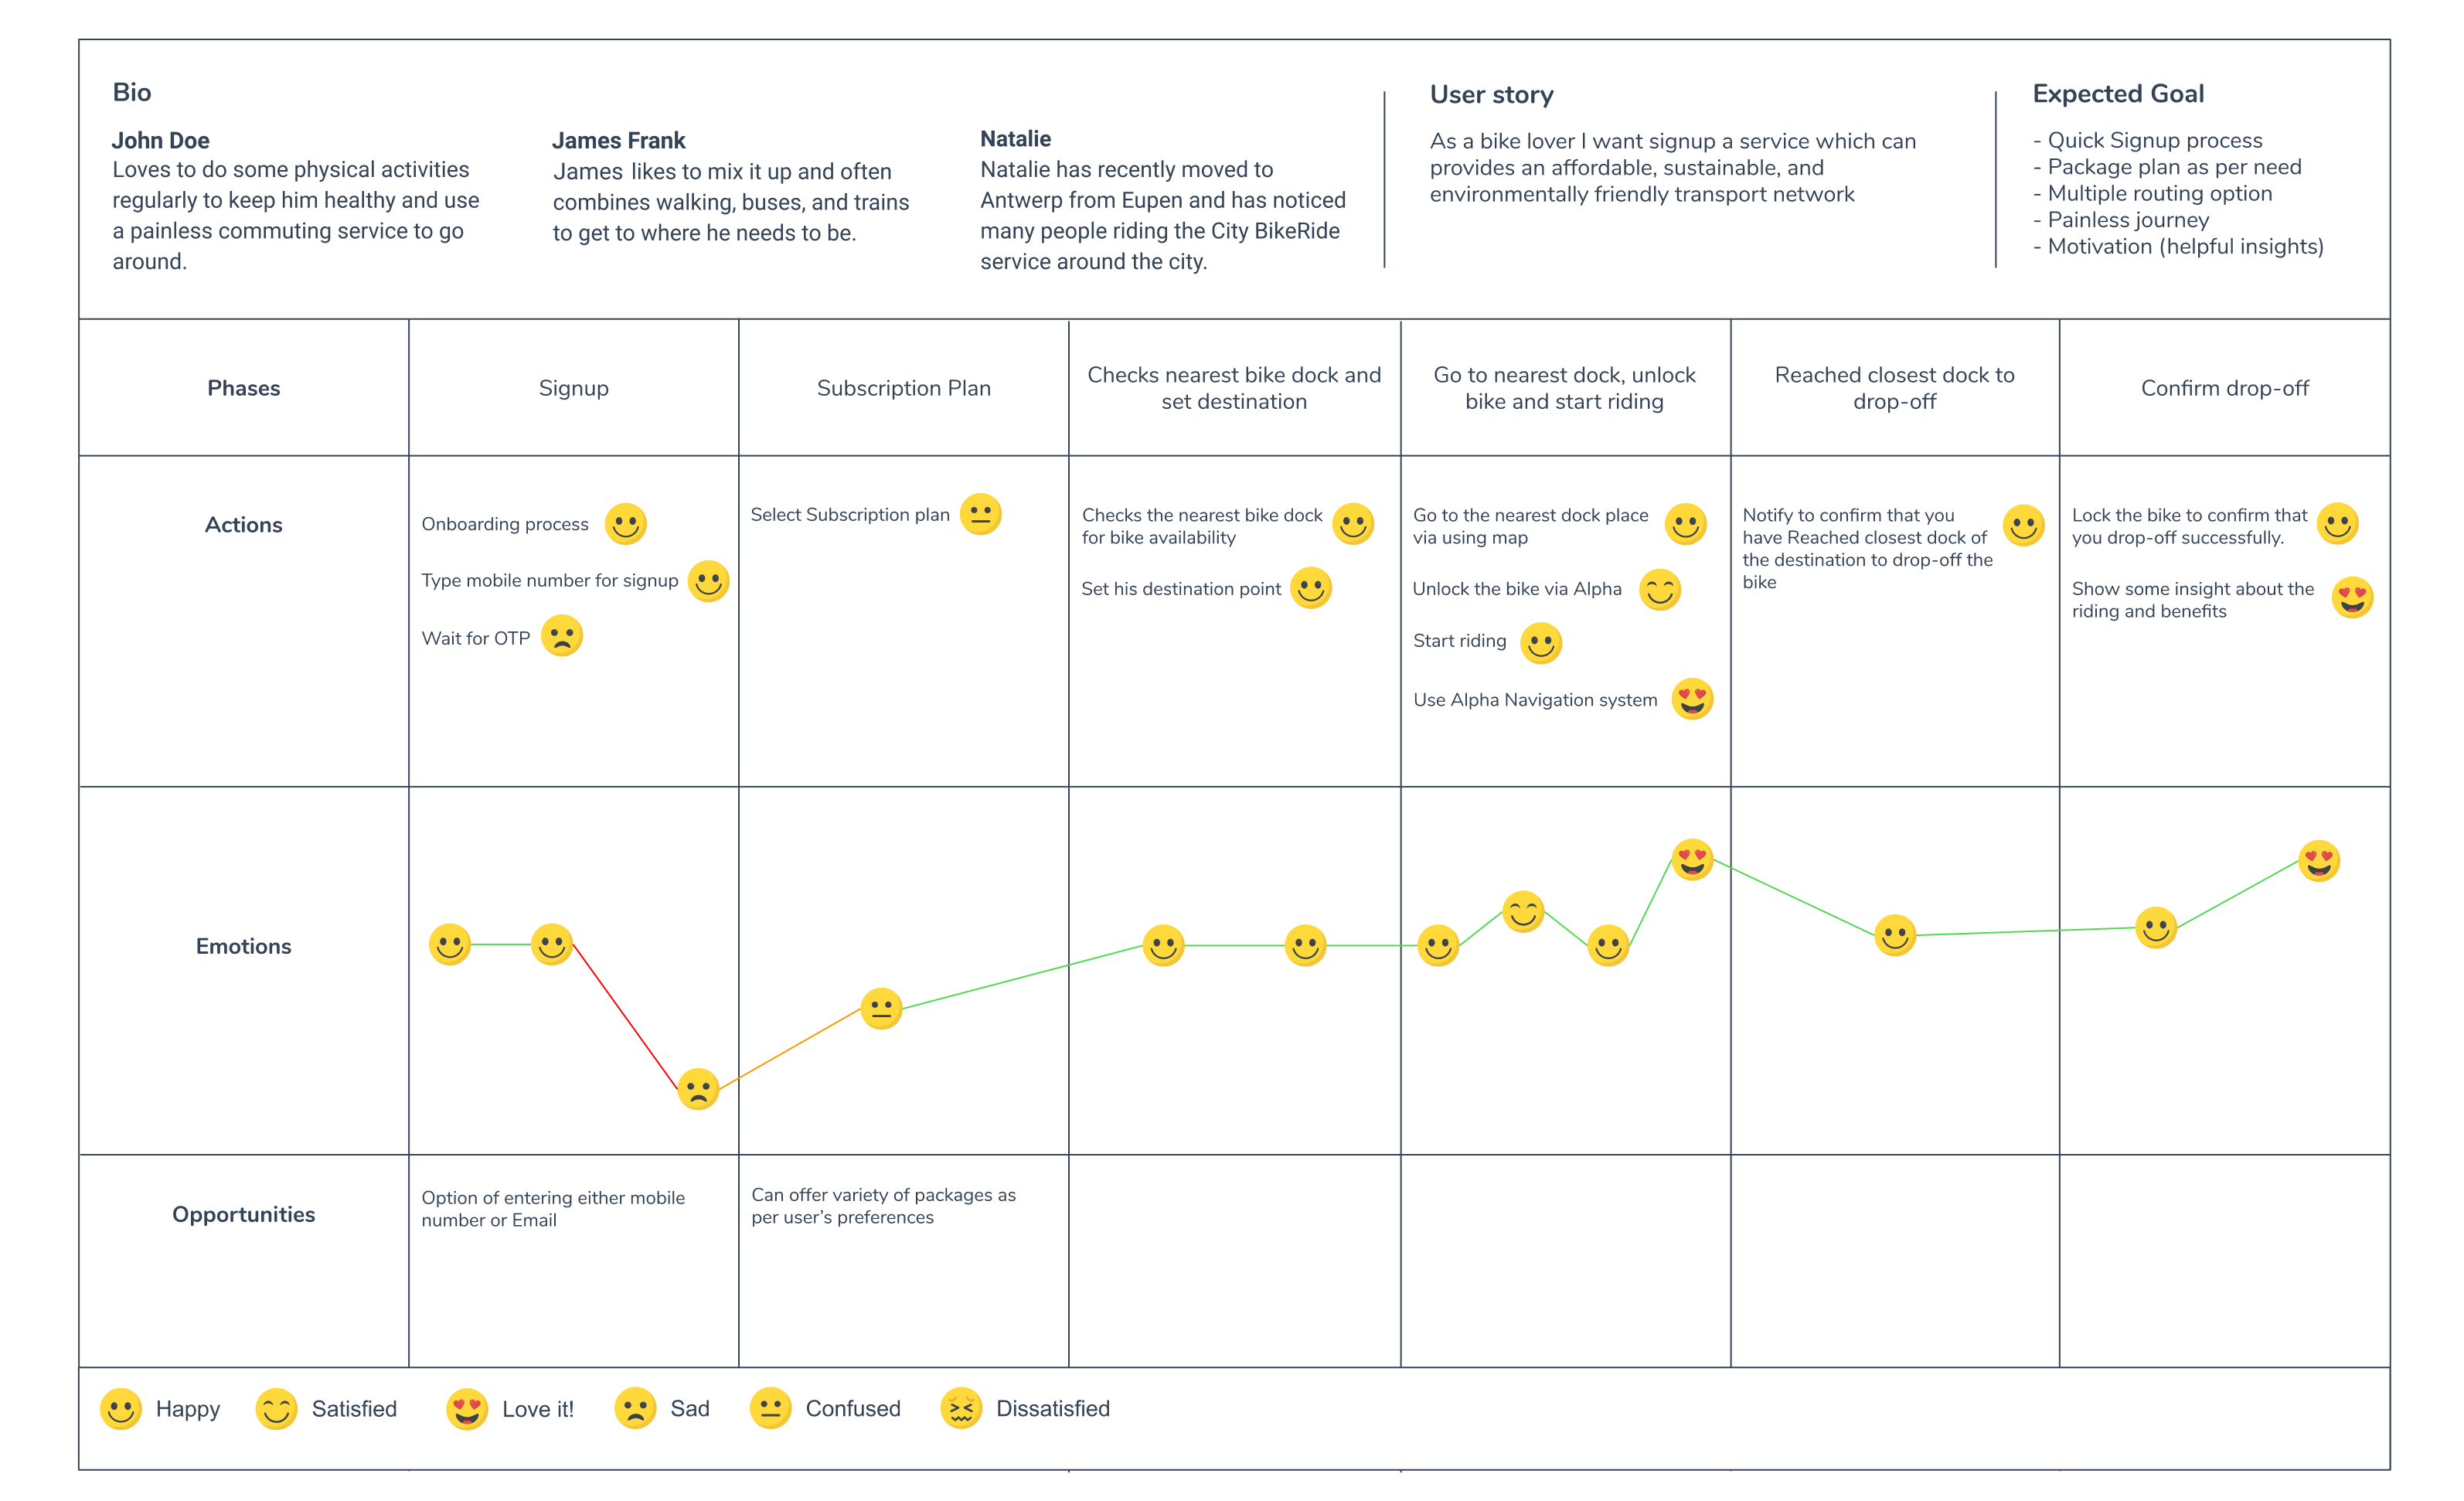 Bio
John Doe
Loves to do some physical activities
regularly to keep him healthy and use
a painless commuting service to go
around.
James Frank
James likes to mix it up and often
combines walking, buses, and trains
to get to where he needs to be.
Natalie
Natalie has recently moved to
Antwerp from Eupen and has noticed
many people riding the City BikeRide
service around the city.
User story
As a bike lover I want signup a service which can
provides an affordable, sustainable, and
environmentally friendly transport network
Expected Goal
- Quick Signup process
- Package plan as per need
- Multiple routing option
- Painless journey
- Motivation (helpful insights)
Phases
Signup
Subscription Plan
Checks nearest bike dock and
set destination
Go to nearest dock, unlock
bike and start riding
Reached closest dock to
drop-off
Confirm drop-off
Actions
Onboarding process
Type mobile number for signup
Wait for OTP
Select Subscription plan
Checks the nearest bike dock
for bike availability
Set his destination point
Go to the nearest dock place
via using map
Unlock the bike via Alpha
Start riding
Use Alpha Navigation system
Notify to confirm that you
have Reached closest dock of
the destination to drop-off the
bike
Lock the bike to confirm that
you drop-off successfully.
Show some insight about the
riding and benefits
Emotions
Opportunities
Option of entering either mobile
number or Email
Can offer variety of packages as
per user's preferences
Happy
Satisfied
Love it!
Sad
Confused
Dissatisfied